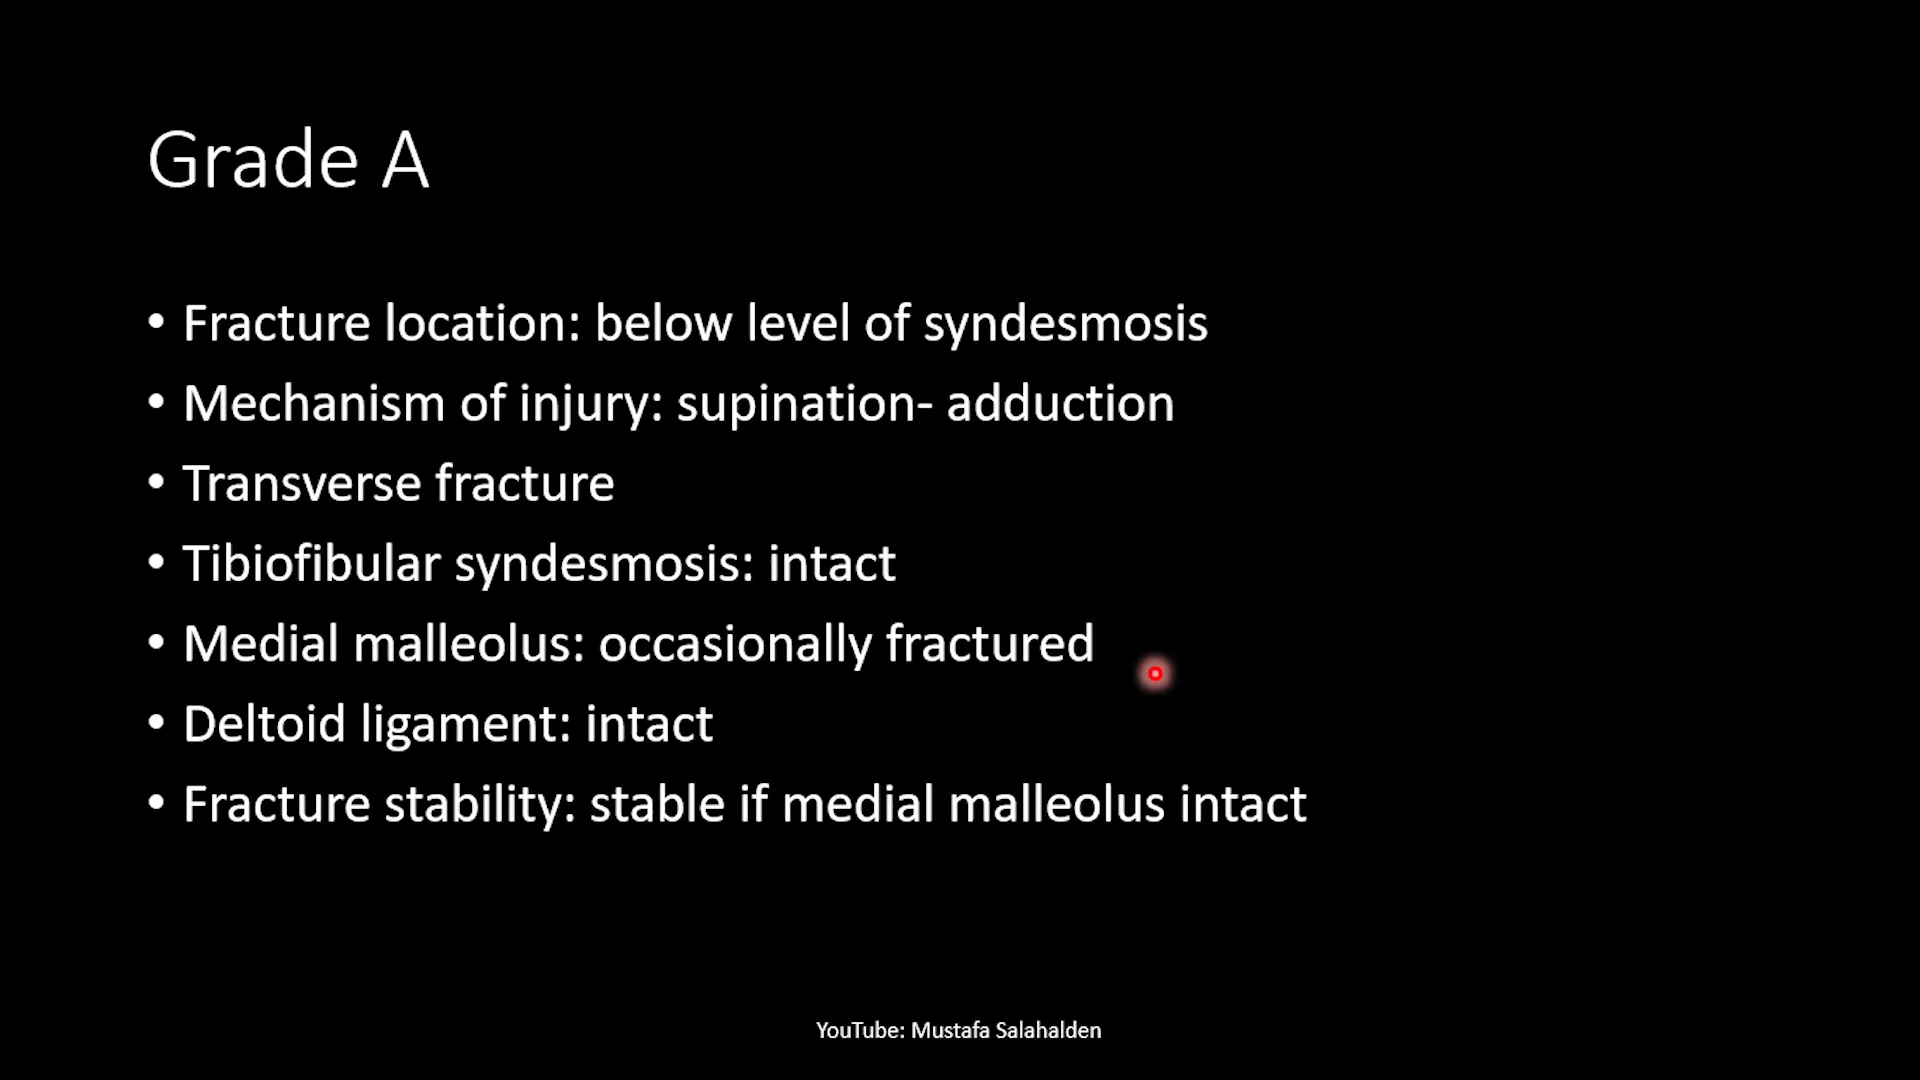 Grade A
• Fracture location: below level of syndesmosis
• Mechanism of injury: supination- adduction
• Transverse fracture
• Tibiofibular syndesmosis: intact
• Medial malleolus: occasionally fractured
• Deltoid ligament: intact
• Fracture stability: stable if medial malleolus intact
YouTube: Mustafa Salahalden